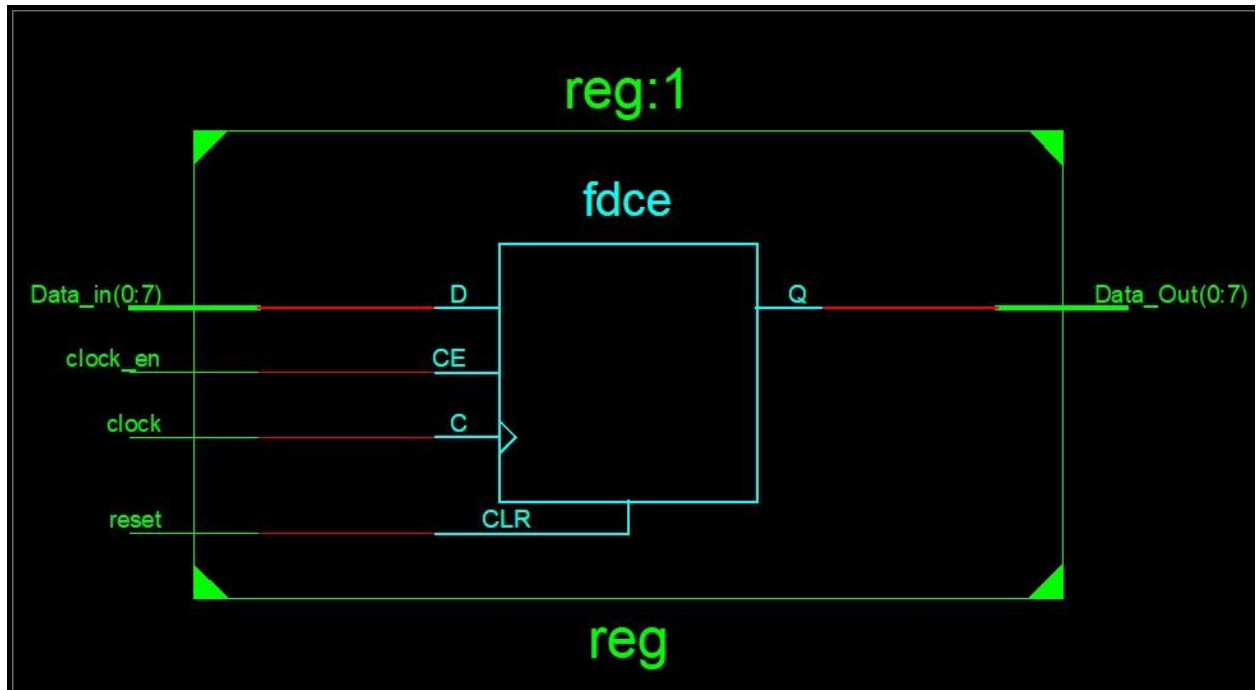 reg:1
fdce
Data_in(0:7) D Q Data_Out(0:7)
clock_en CE
clock C
reset CLR
reg